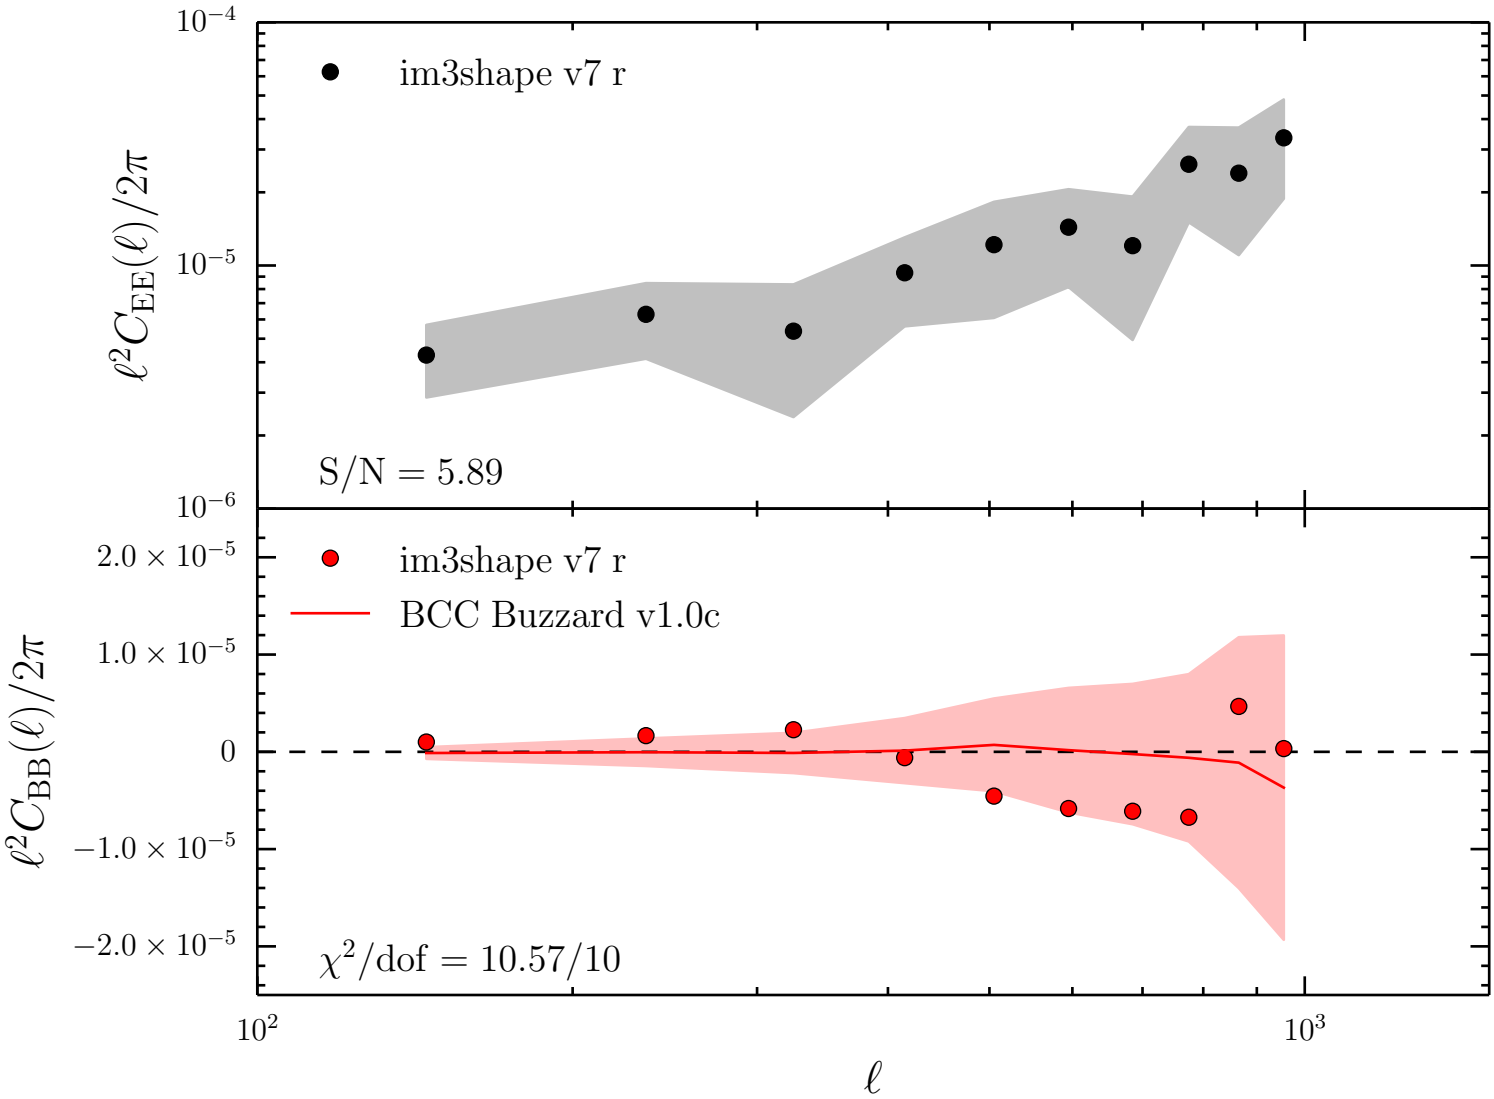 10⁻⁴
im3shape v7 r
ℓ²C_EE(ℓ)/2π
10⁻⁵
S/N = 5.89
10⁻⁶
2.0 × 10⁻⁵
im3shape v7 r
BCC Buzzard v1.0c
1.0 × 10⁻⁵
ℓ²C_BB(ℓ)/2π
0
−1.0 × 10⁻⁵
−2.0 × 10⁻⁵
χ²/dof = 10.57/10
10² 10³
ℓ